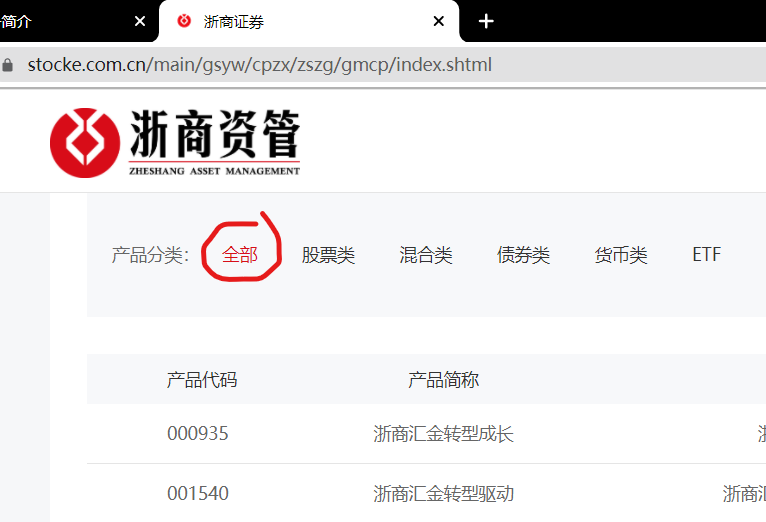 简介
浙商证券
stocke.com.cn/main/gsyw/cpzx/zszg/gmcp/index.shtml
浙商资管
ZHESHANG ASSET MANAGEMENT
产品分类： 全部 股票类 混合类 债券类 货币类 ETF
产品代码 产品简称
000935 浙商汇金转型成长
001540 浙商汇金转型驱动 浙商